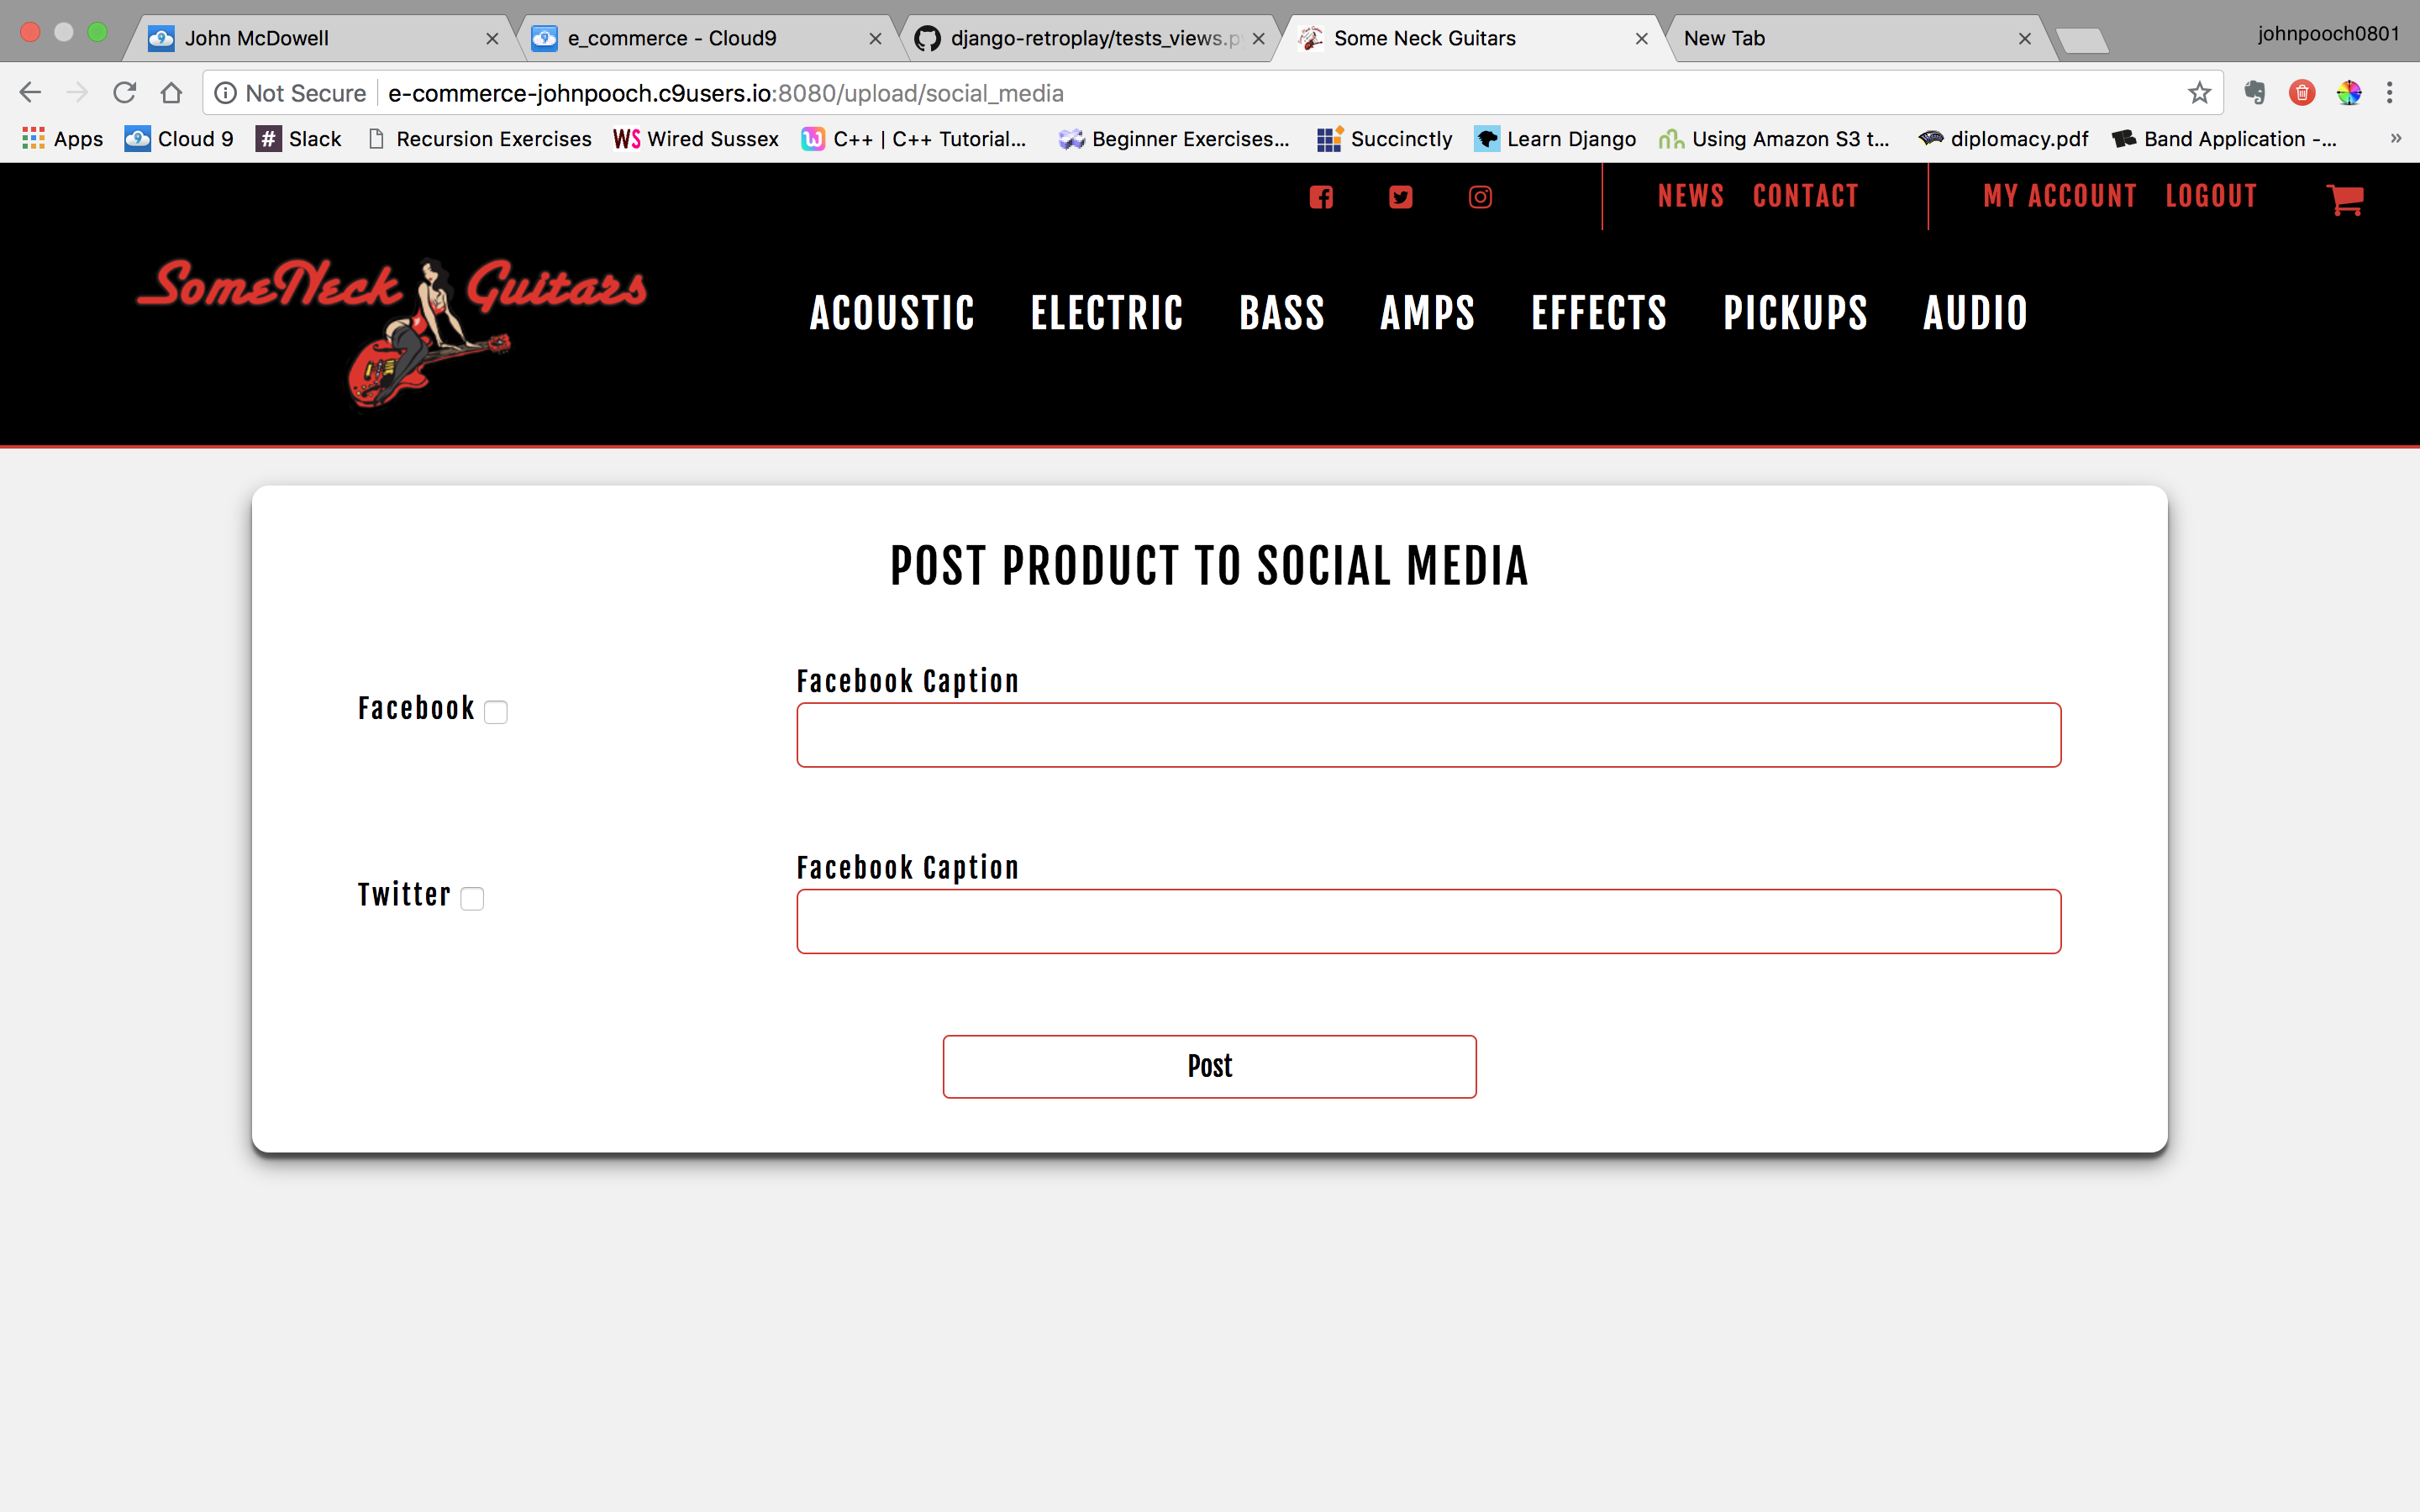 John McDowell
e_commerce - Cloud9
django-retroplay/tests_views.p
Some Neck Guitars
New Tab
johnpooch0801
Not Secure
e-commerce-johnpooch.c9users.io:8080/upload/social_media
Apps
Cloud 9
Slack
Recursion Exercises
WS Wired Sussex
C++ | C++ Tutorial...
Beginner Exercises...
Succinctly
Learn Django
Using Amazon S3 t...
diplomacy.pdf
Band Application -...
»
NEWS CONTACT
MY ACCOUNT LOGOUT
SomeNeck Guitars
ACOUSTIC ELECTRIC BASS AMPS EFFECTS PICKUPS AUDIO
POST PRODUCT TO SOCIAL MEDIA
Facebook
Facebook Caption
Twitter
Facebook Caption
Post